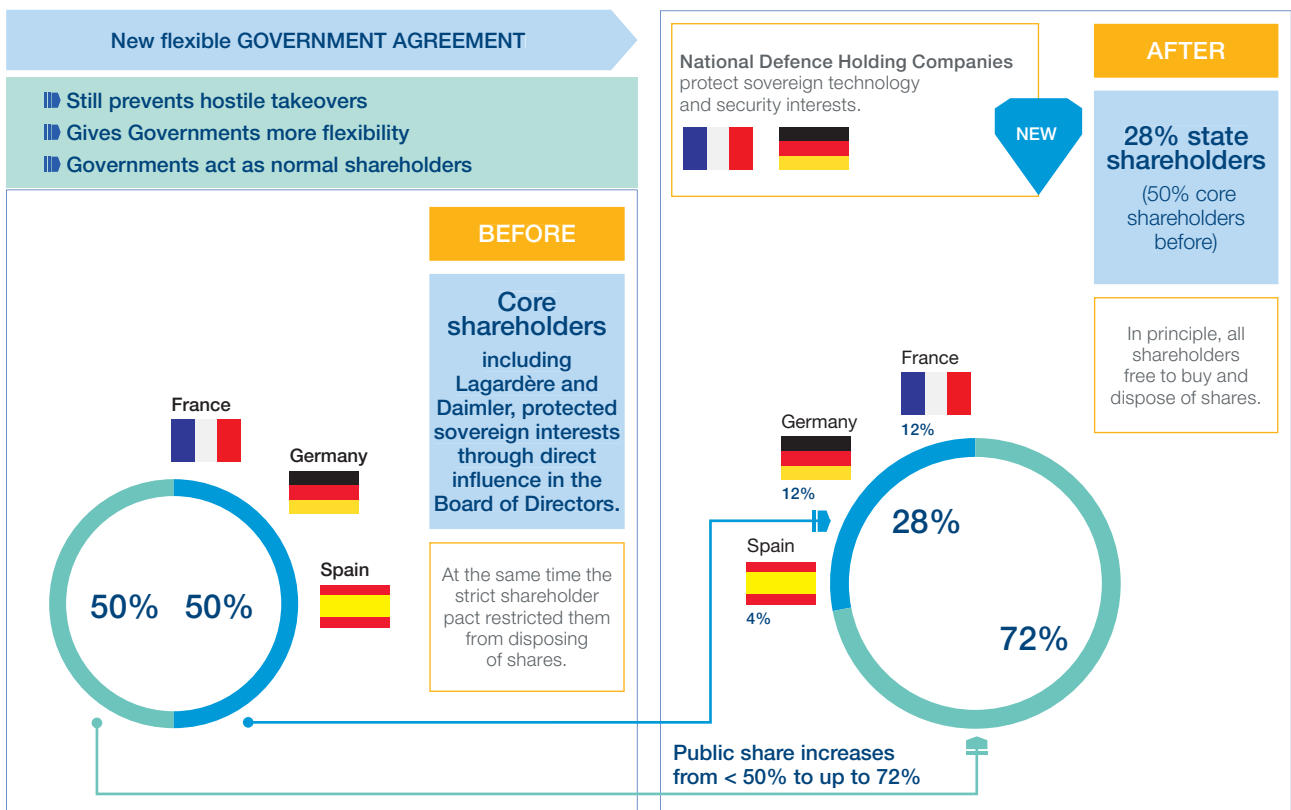 New flexible GOVERNMENT AGREEMENT
Still prevents hostile takeovers
Gives Governments more flexibility
Governments act as normal shareholders
BEFORE
Core
shareholders
including
Lagardère and
Daimler, protected
sovereign interests
through direct
influence in the
Board of Directors.
At the same time the
strict shareholder
pact restricted them
from disposing
of shares.
France
Germany
Spain
50% 50%
National Defence Holding Companies
protect sovereign technology
and security interests.
NEW
AFTER
28% state
shareholders
(50% core
shareholders
before)
In principle, all
shareholders
free to buy and
dispose of shares.
France
12%
Germany
12%
Spain
4%
28%
72%
Public share increases
from < 50% to up to 72%